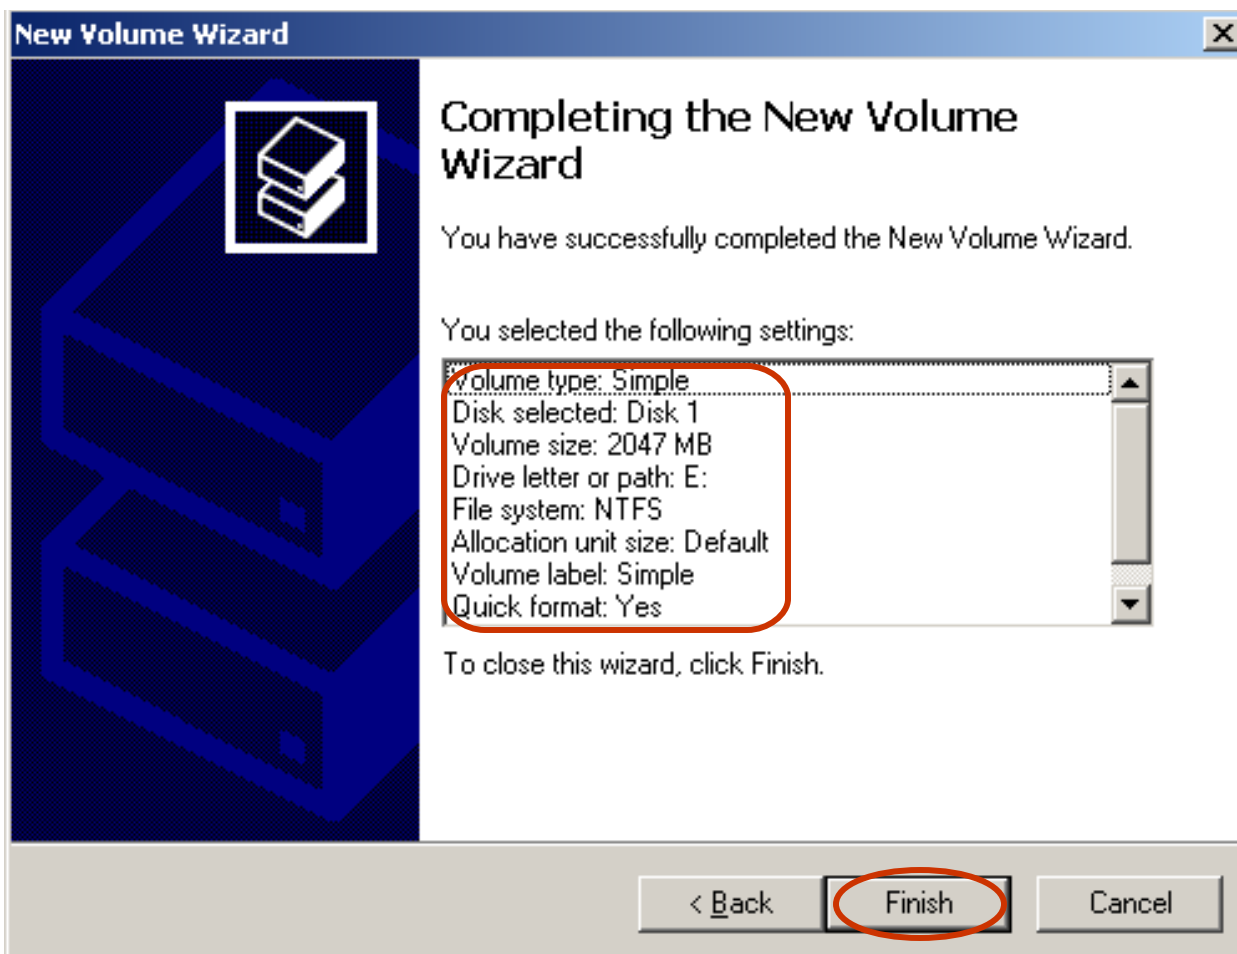 New Volume Wizard
Completing the New Volume
Wizard
You have successfully completed the New Volume Wizard.
You selected the following settings:
Volume type: Simple
Disk selected: Disk 1
Volume size: 2047 MB
Drive letter or path: E:
File system: NTFS
Allocation unit size: Default
Volume label: Simple
Quick format: Yes
To close this wizard, click Finish.
< Back Finish Cancel